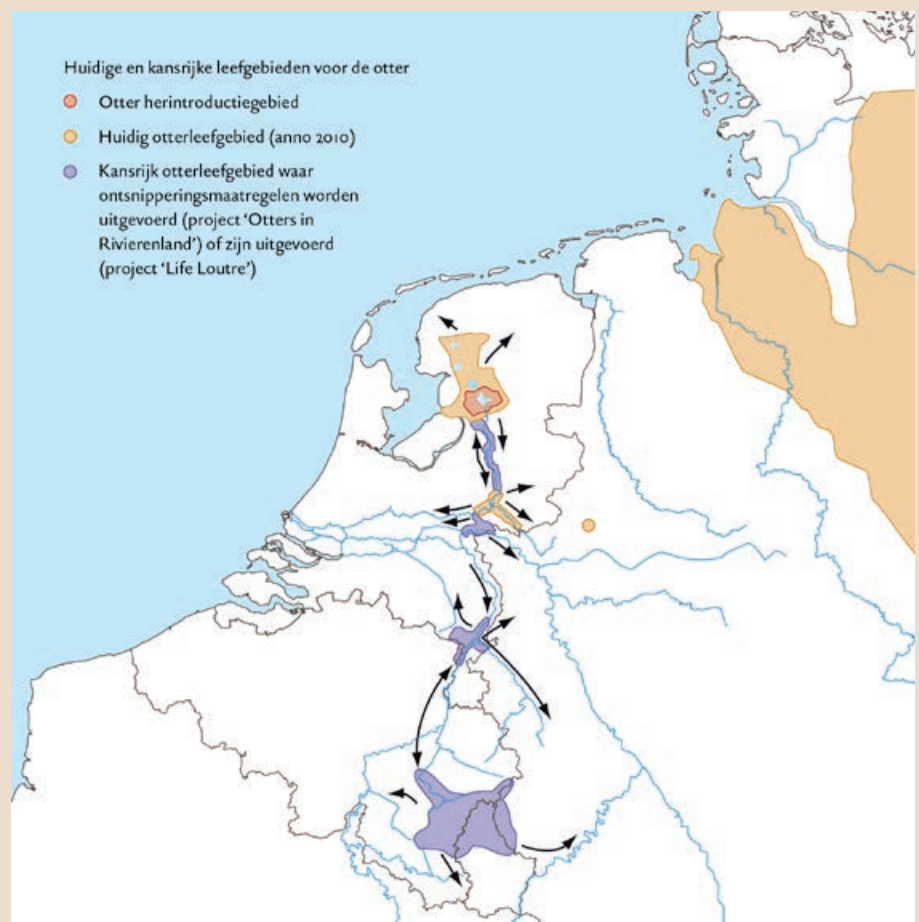 Huidige en kansrijke leefgebieden voor de otter
Otter herintroductiegebied
Huidig otterleefgebied (anno 2010)
Kansrijk otterleefgebied waar
ontsnipperingsmaatregelen worden
uitgevoerd (project ‘Otters in
Rivierenland’) of zijn uitgevoerd
(project ‘Life Loutre’)